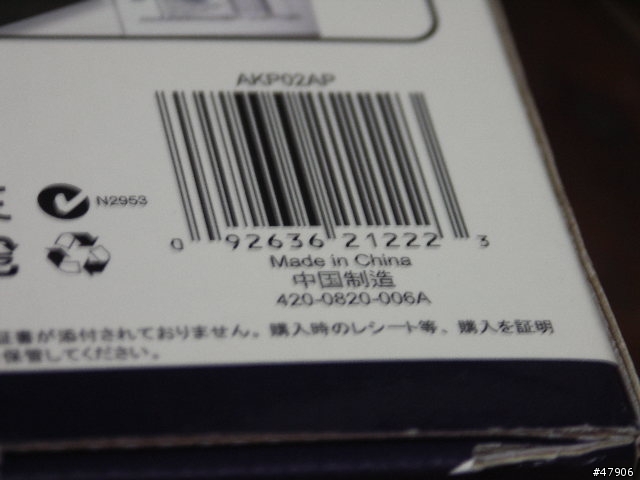 AKP02AP
N2953
0 92636 21222 3
Made in China
中国制造
420-0820-006A
証書が添付されておりません。購入時のレシート等、購入を証明
保管してください。
#47906